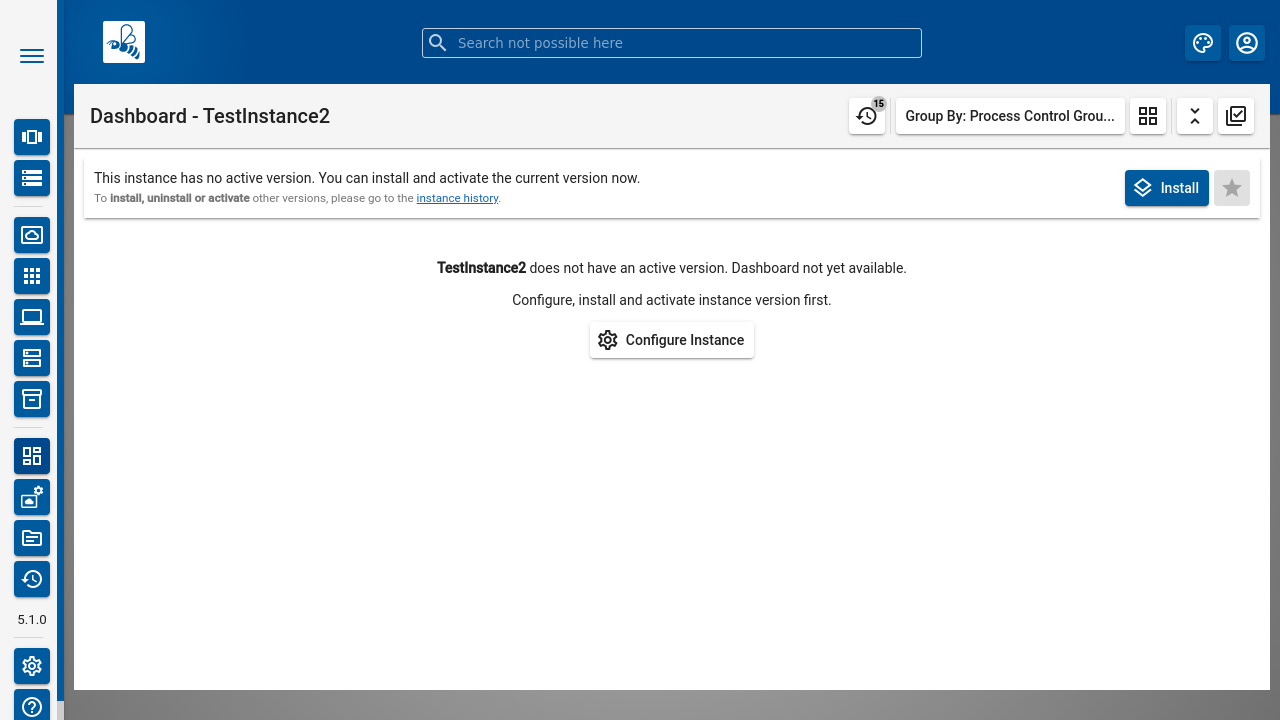 Search not possible here
Dashboard - TestInstance2
15
Group By: Process Control Grou...
This instance has no active version. You can install and activate the current version now.
To install, uninstall or activate other versions, please go to the instance history.
Install
TestInstance2 does not have an active version. Dashboard not yet available.
Configure, install and activate instance version first.
Configure Instance
5.1.0